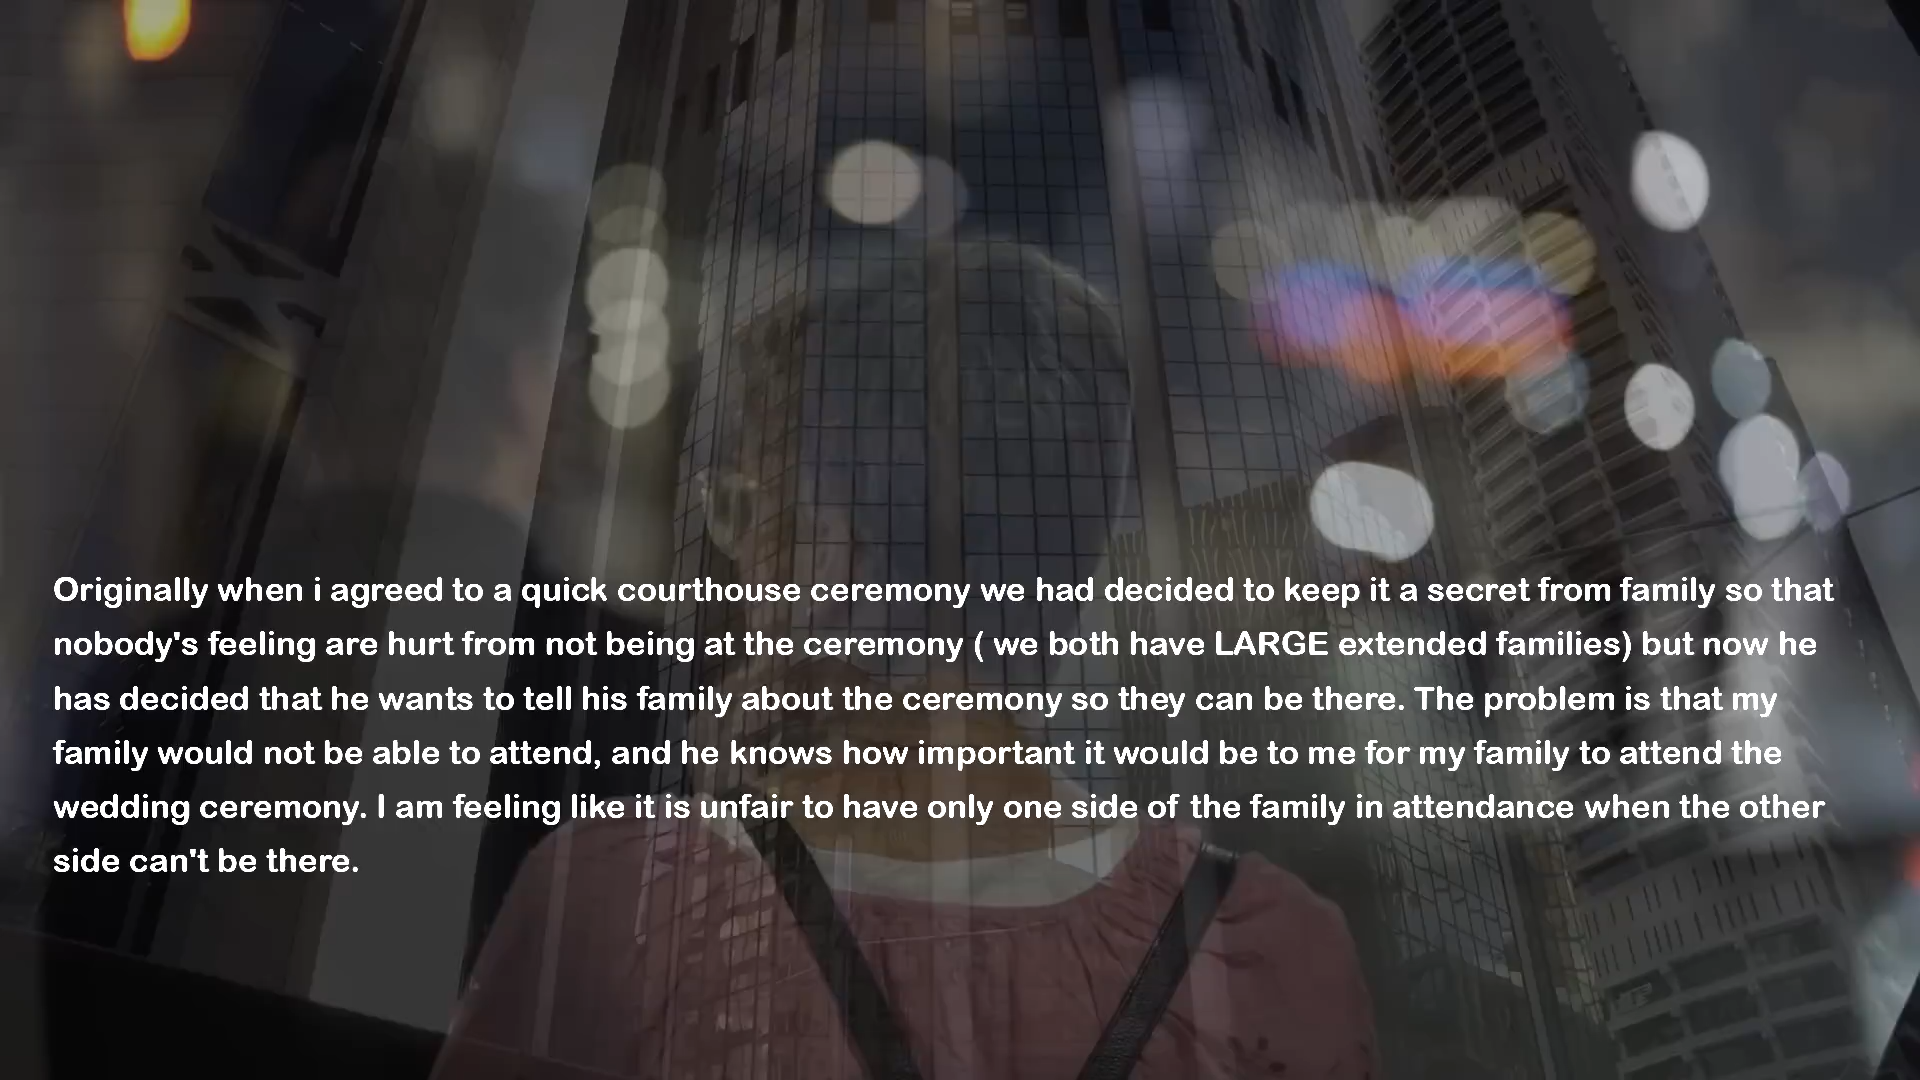 Originally when i agreed to a quick courthouse ceremony we had decided to keep it a secret from family so that
nobody's feeling are hurt from not being at the ceremony ( we both have LARGE extended families) but now he
has decided that he wants to tell his family about the ceremony so they can be there. The problem is that my
family would not be able to attend, and he knows how important it would be to me for my family to attend the
wedding ceremony. I am feeling like it is unfair to have only one side of the family in attendance when the other
side can't be there.